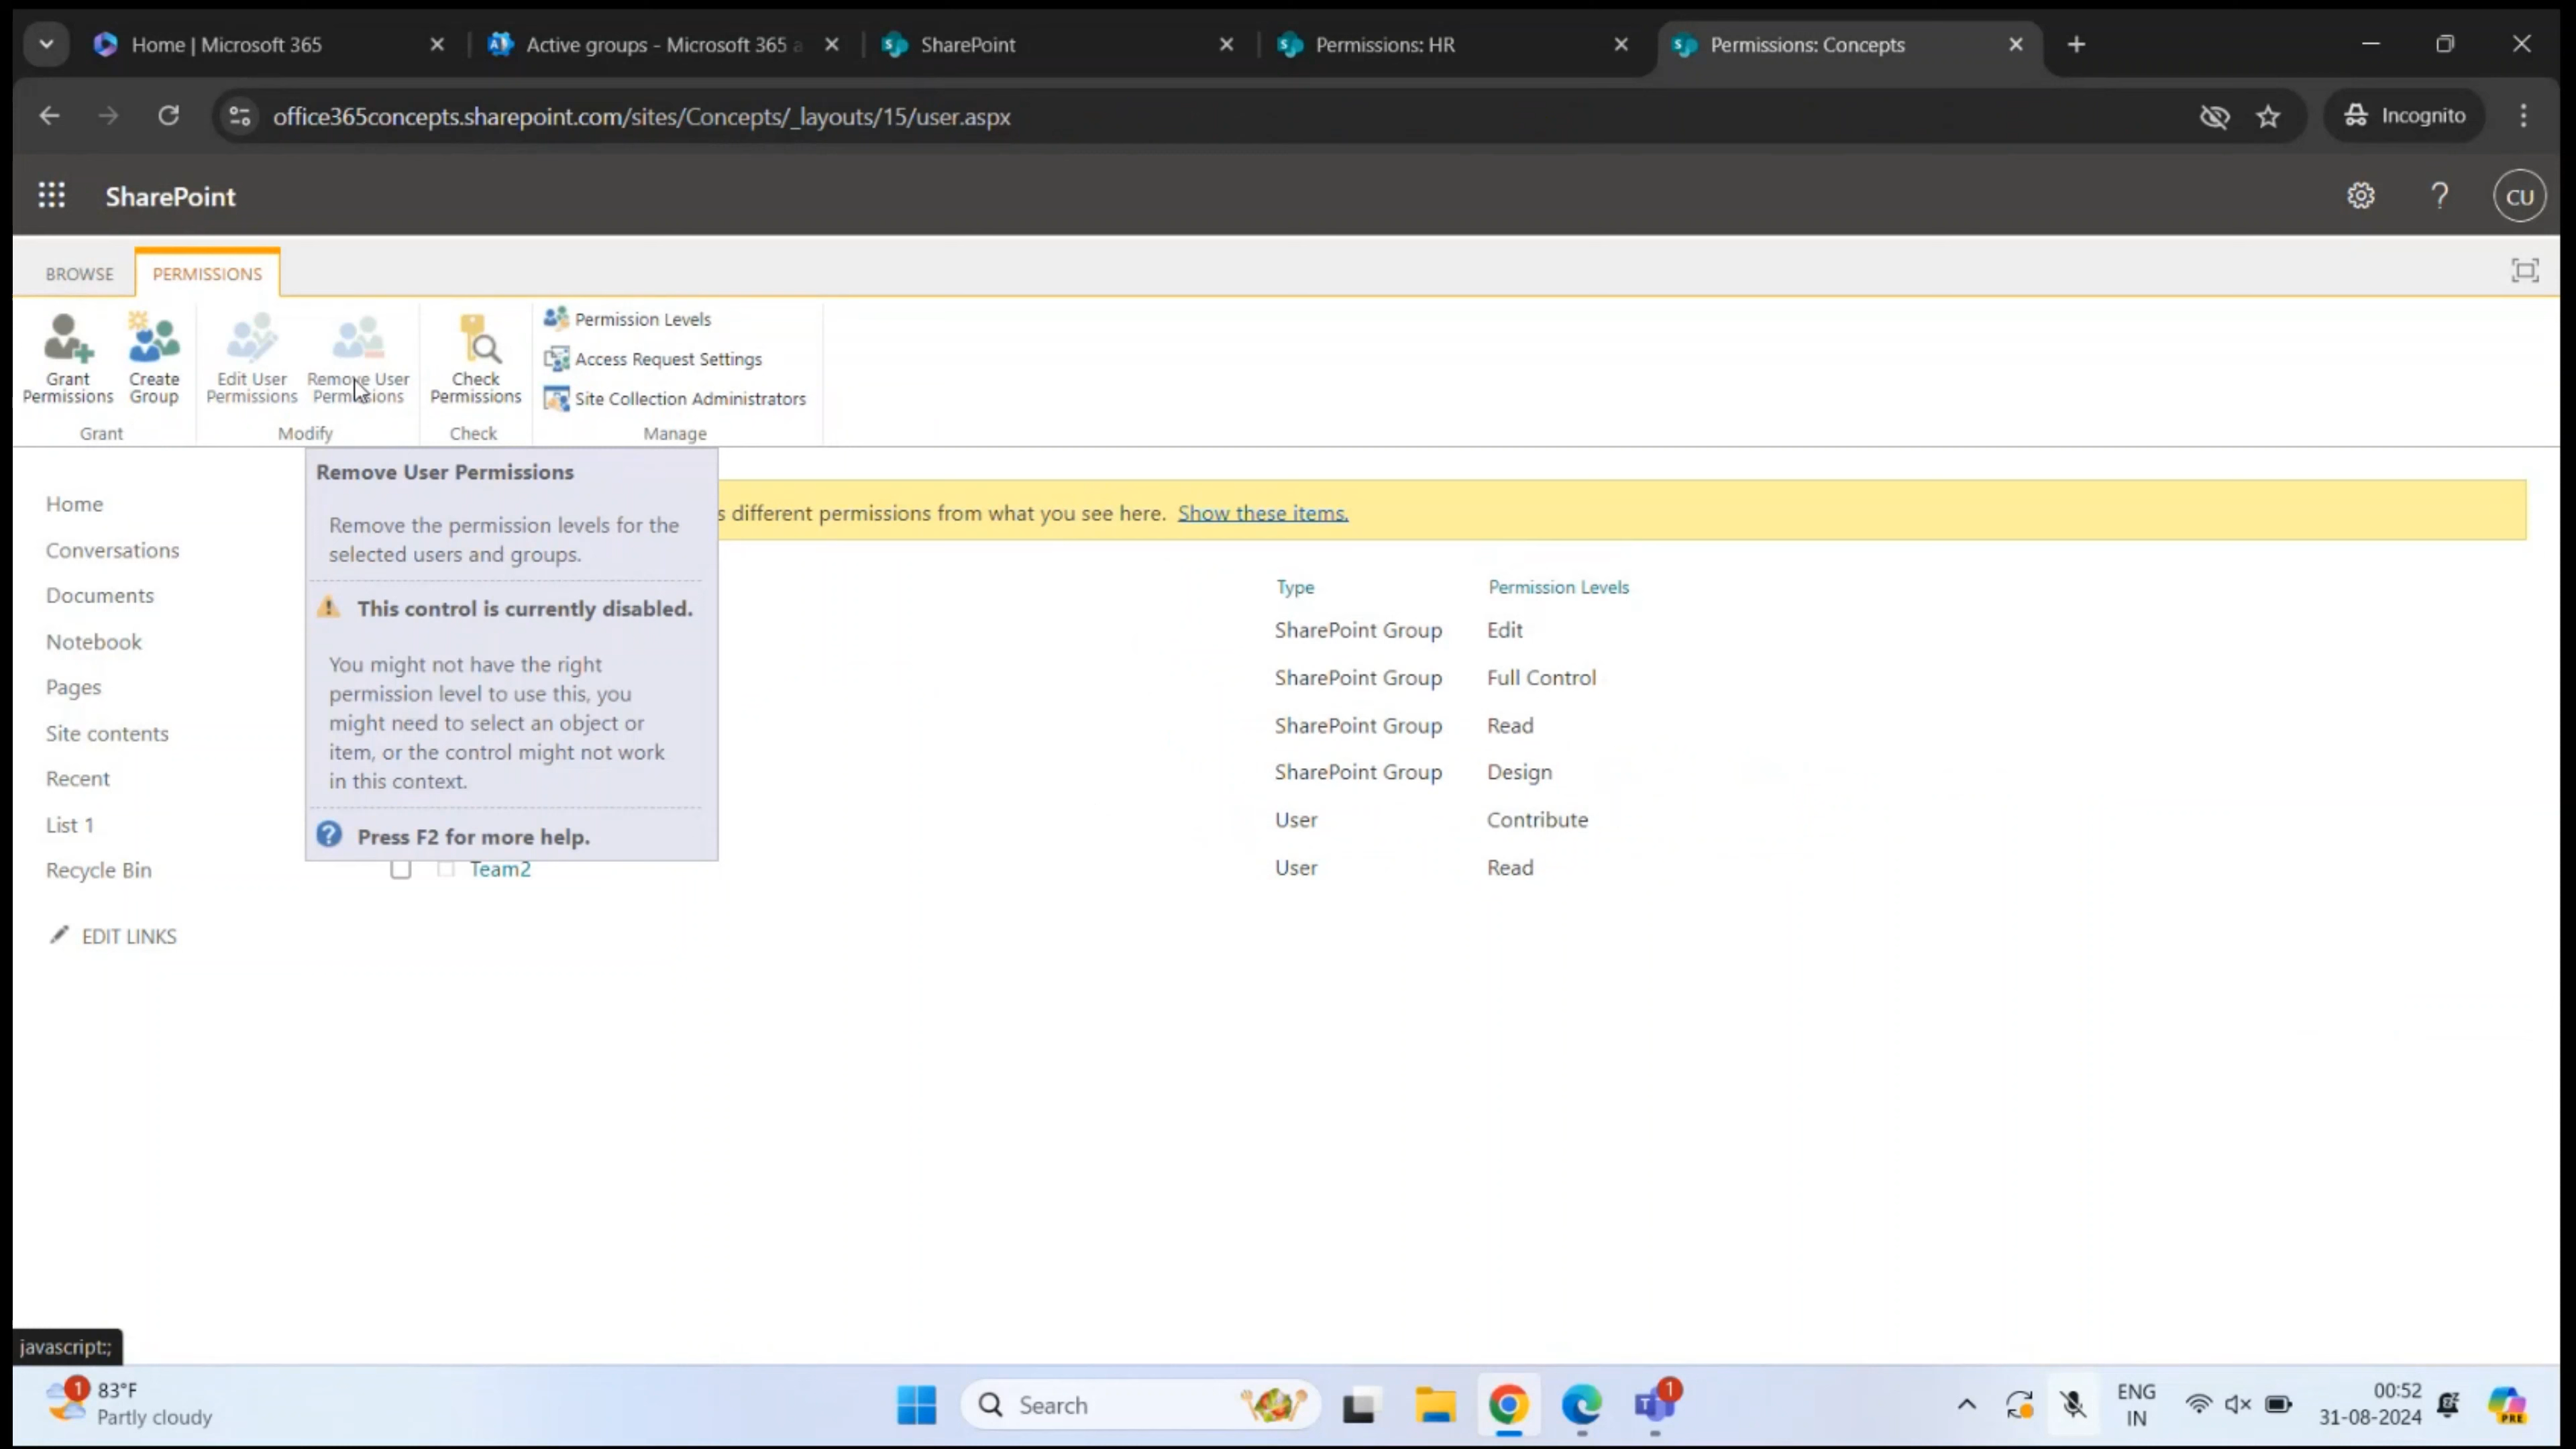 Home | Microsoft 365
Active groups - Microsoft 365 a
SharePoint
Permissions: HR
Permissions: Concepts
office365concepts.sharepoint.com/sites/Concepts/_layouts/15/user.aspx
Incognito
SharePoint
CU
BROWSE
PERMISSIONS
Grant
Permissions
Create
Group
Grant
Edit User
Permissions
Remove User
Permissions
Modify
Check
Permissions
Check
Permission Levels
Access Request Settings
Site Collection Administrators
Manage
Home
Conversations
Documents
Notebook
Pages
Site contents
Recent
List 1
Recycle Bin
EDIT LINKS
Remove User Permissions
Remove the permission levels for the
selected users and groups.
This control is currently disabled.
You might not have the right
permission level to use this, you
might need to select an object or
item, or the control might not work
in this context.
Press F2 for more help.
s different permissions from what you see here. Show these items.
Type Permission Levels
SharePoint Group Edit
SharePoint Group Full Control
SharePoint Group Read
SharePoint Group Design
User Contribute
Team2 User Read
javascript:;
1
83°F
Partly cloudy
Search
1
ENG
IN
00:52
31-08-2024
PRE